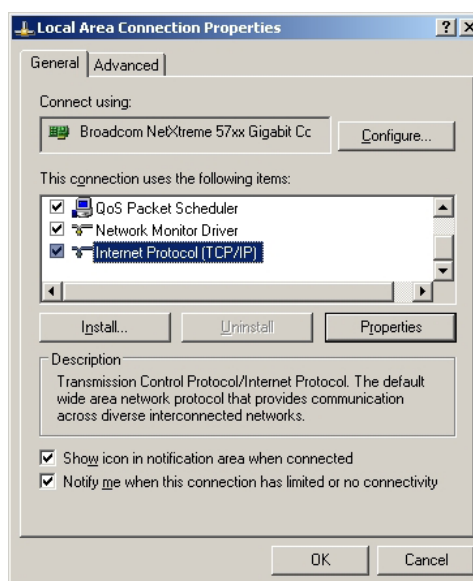 Local Area Connection Properties
General
Advanced
Connect using:
Broadcom NetXtreme 57xx Gigabit Cc
Configure...
This connection uses the following items:
QoS Packet Scheduler
Network Monitor Driver
Internet Protocol (TCP/IP)
Install...
Uninstall
Properties
Description
Transmission Control Protocol/Internet Protocol. The default
wide area network protocol that provides communication
across diverse interconnected networks.
Show icon in notification area when connected
Notify me when this connection has limited or no connectivity
OK
Cancel